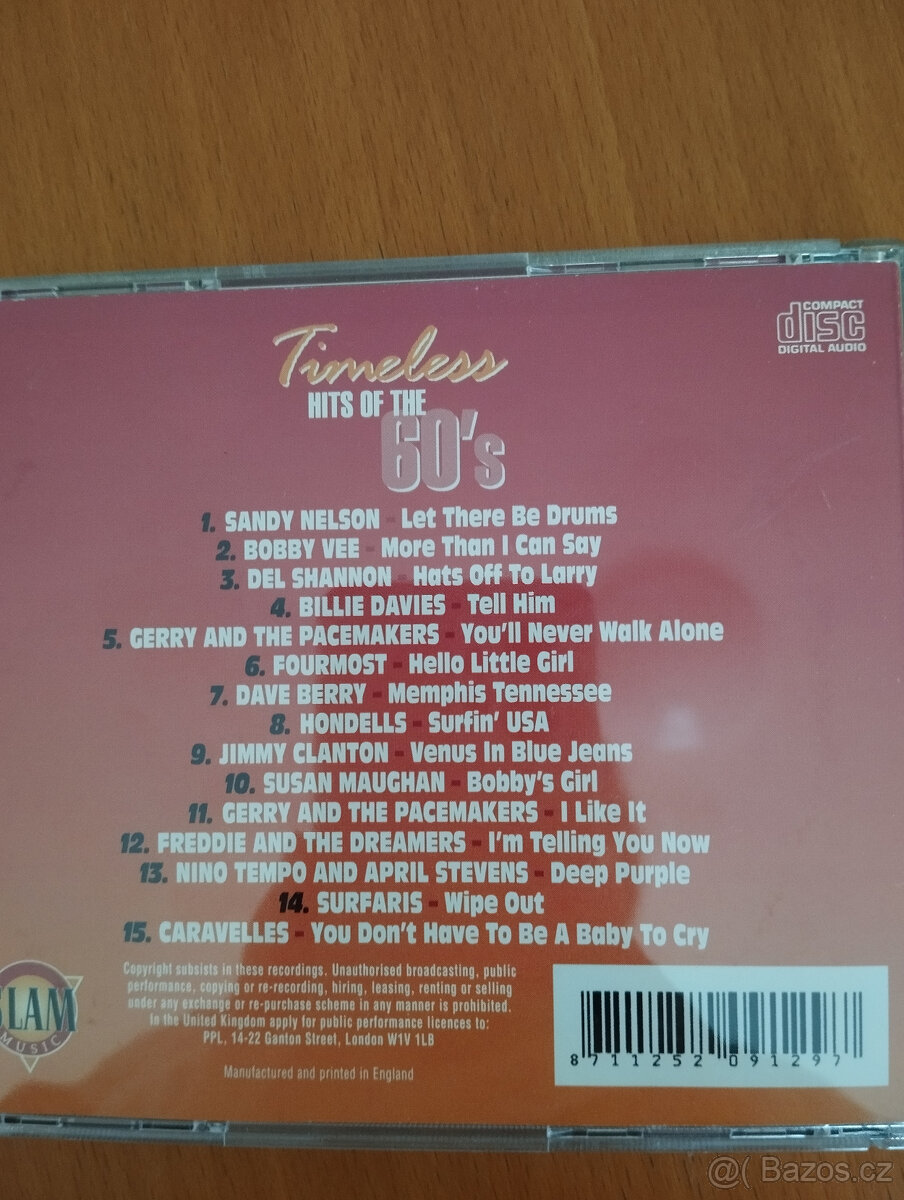 COMPACT
disc
DIGITAL AUDIO
Timeless
HITS OF THE
60's
1. SANDY NELSON - Let There Be Drums
2. BOBBY VEE - More Than I Can Say
3. DEL SHANNON - Hats Off To Larry
4. BILLIE DAVIES - Tell Him
5. GERRY AND THE PACEMAKERS - You'll Never Walk Alone
6. FOURMOST - Hello Little Girl
7. DAVE BERRY - Memphis Tennessee
8. HONDELLS - Surfin' USA
9. JIMMY CLANTON - Venus In Blue Jeans
10. SUSAN MAUGHAN - Bobby's Girl
11. GERRY AND THE PACEMAKERS - I Like It
12. FREDDIE AND THE DREAMERS - I'm Telling You Now
13. NINO TEMPO AND APRIL STEVENS - Deep Purple
14. SURFARIS - Wipe Out
15. CARAVELLES - You Don't Have To Be A Baby To Cry
LAM
MUSIC
Copyright subsists in these recordings. Unauthorised broadcasting, public
performance, copying or re-recording, hiring, leasing, renting or selling
under any exchange or re-purchase scheme in any manner is prohibited.
In the United Kingdom apply for public performance licences to:
PPL, 14-22 Ganton Street, London W1V 1LB
Manufactured and printed in England
8 711252 091297
@( Bazos.cz